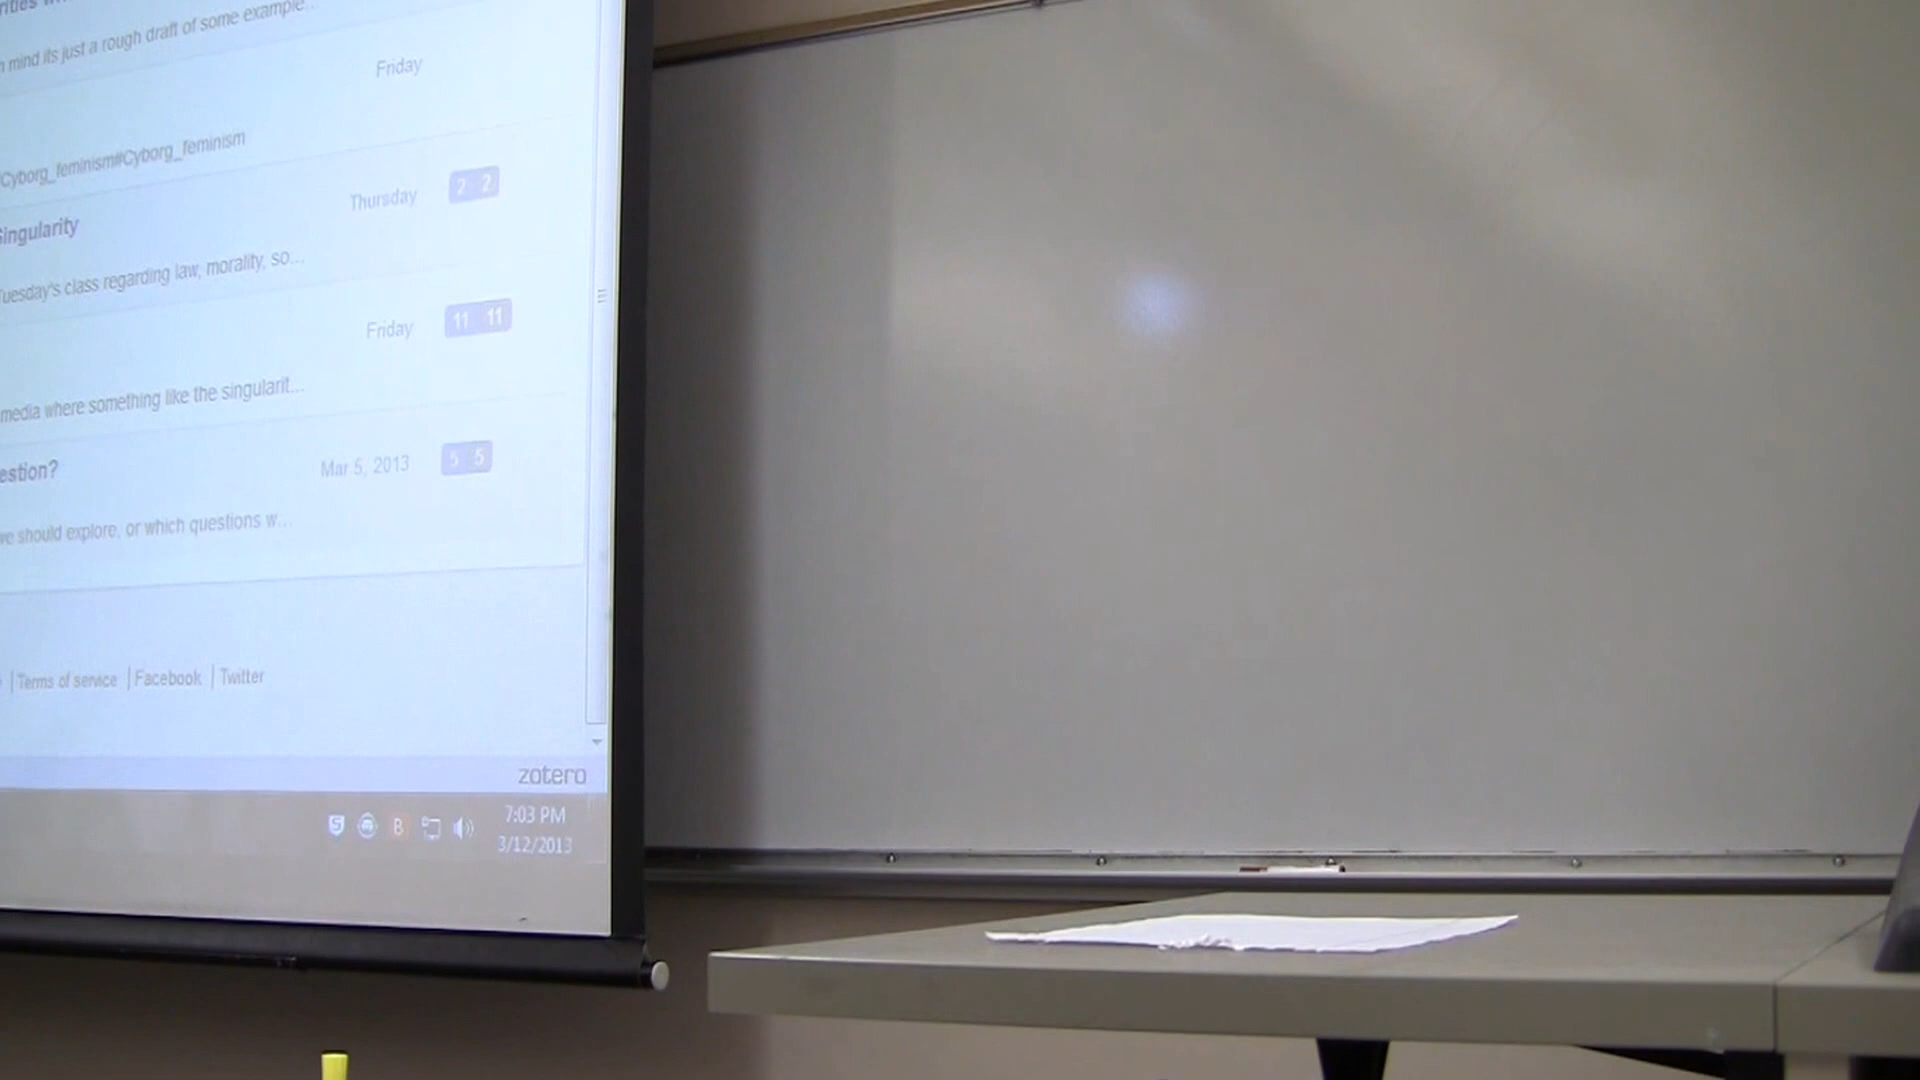 mind its just a rough draft of some example...
Friday
Cyborg_feminism#Cyborg_feminism
Thursday 2 2
Singularity
Tuesday's class regarding law, morality, so...
Friday 11 11
media where something like the singularit...
estion?
Mar 5, 2013 5 5
we should explore, or which questions w...
Terms of service | Facebook | Twitter
zotero
7:03 PM
3/12/2013